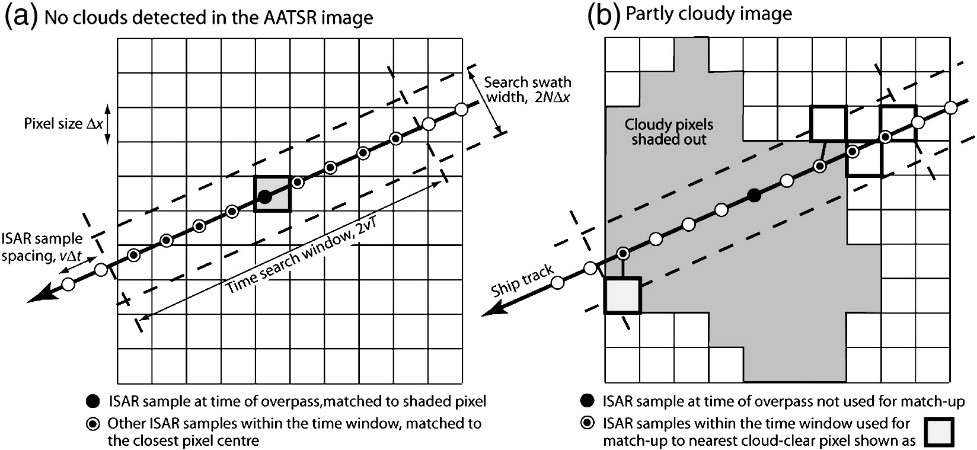 (a) No clouds detected in the AATSR image
Pixel size Δx
Search swath
width, 2NΔx
ISAR sample
spacing, vΔt
Time search window, 2vT
ISAR sample at time of overpass,matched to shaded pixel
Other ISAR samples within the time window, matched to
the closest pixel centre
(b) Partly cloudy image
Cloudy pixels
shaded out
Ship track
ISAR sample at time of overpass not used for match-up
ISAR samples within the time window used for
match-up to nearest cloud-clear pixel shown as